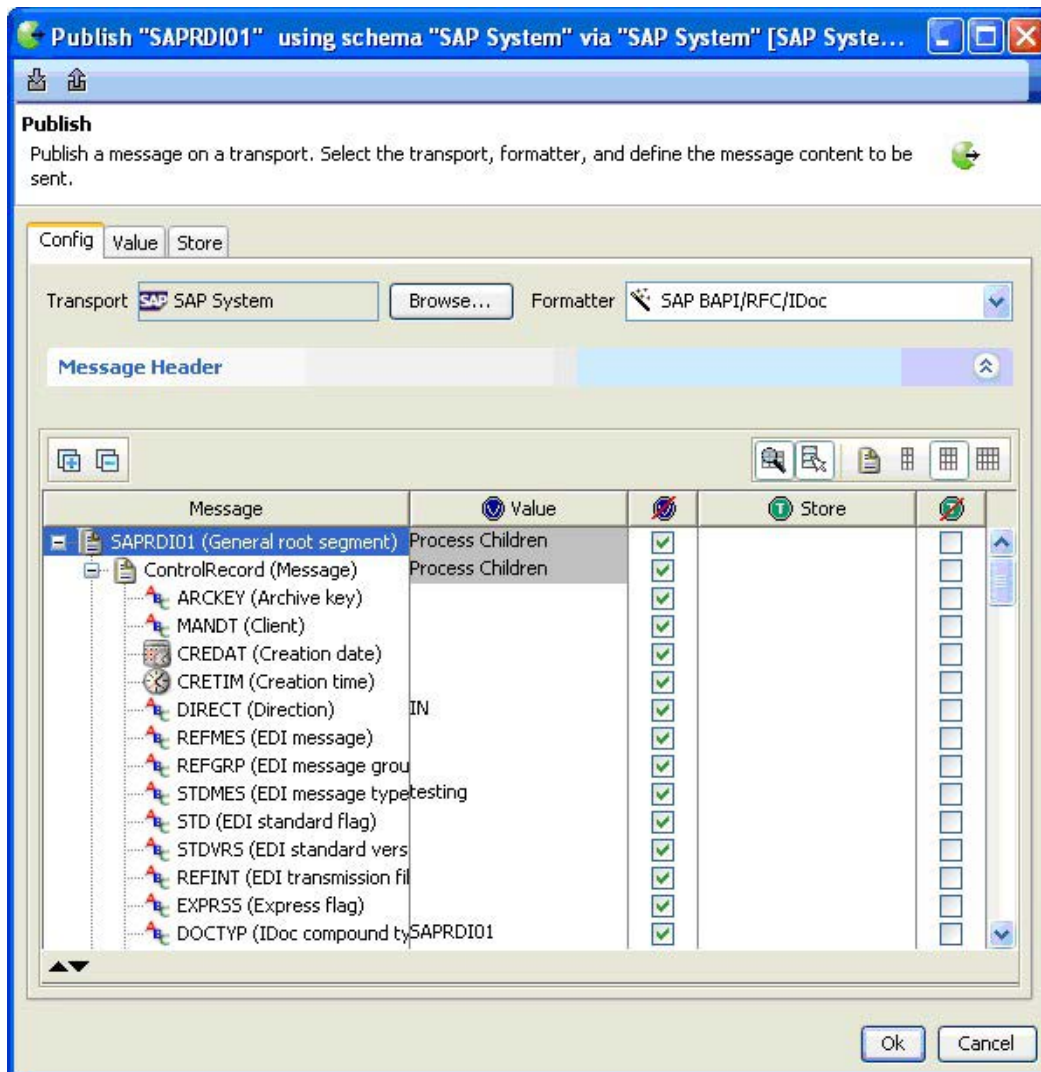 Publish "SAPRDI01" using schema "SAP System" via "SAP System" [SAP Syste...
Publish
Publish a message on a transport. Select the transport, formatter, and define the message content to be
sent.
Config Value Store
Transport SAP SAP System Browse... Formatter SAP BAPI/RFC/IDoc
Message Header
Message Value Store
SAPRDI01 (General root segment) Process Children
ControlRecord (Message) Process Children
ARCKEY (Archive key)
MANDT (Client)
CREDAT (Creation date)
CRETIM (Creation time)
DIRECT (Direction) IN
REFMES (EDI message)
REFGRP (EDI message grou
STDMES (EDI message type testing
STD (EDI standard flag)
STDVRS (EDI standard vers
REFINT (EDI transmission fil
EXPRSS (Express flag)
DOCTYP (IDoc compound ty SAPRDI01
Ok Cancel